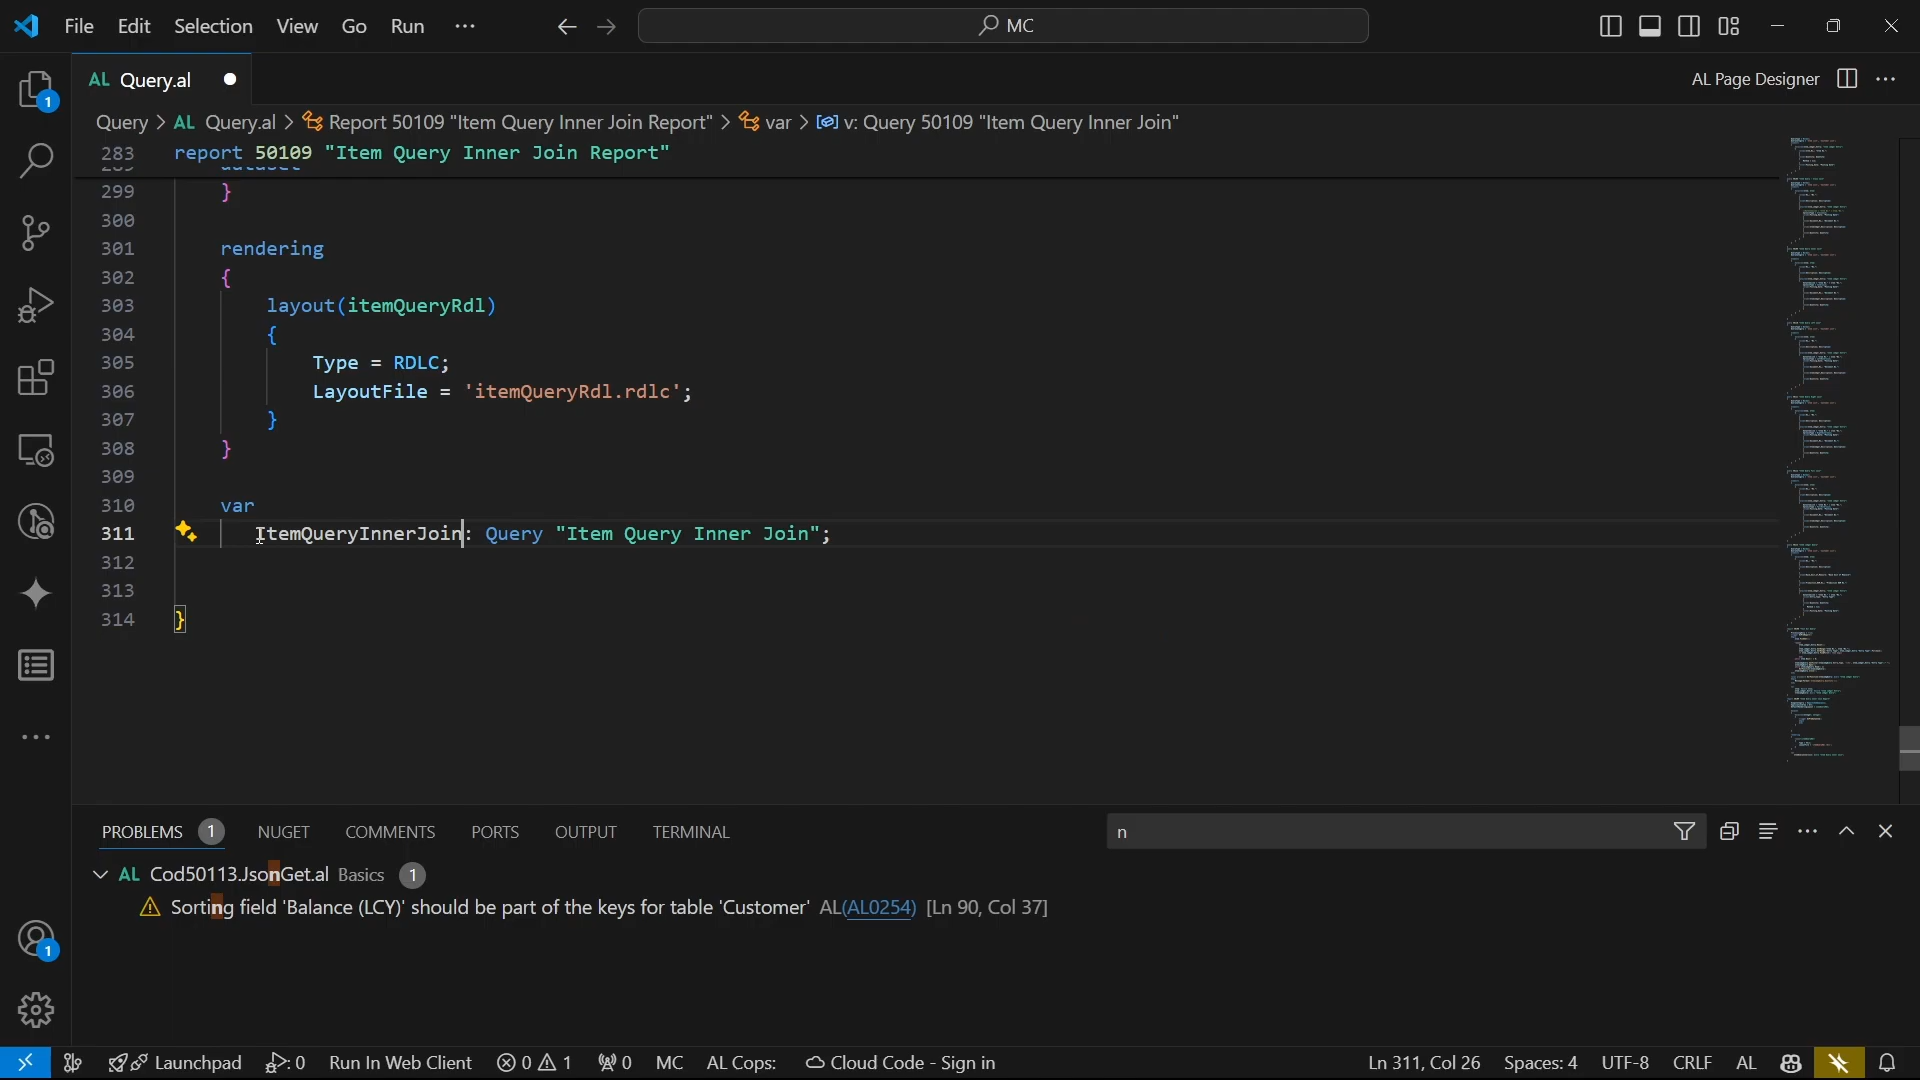 File Edit Selection View Go Run ... MC
AL Query.al AL Page Designer ...
Query > AL Query.al > Report 50109 "Item Query Inner Join Report" > var > v: Query 50109 "Item Query Inner Join"
283 report 50109 "Item Query Inner Join Report"
299 }
300
301 rendering
302 {
303 layout(itemQueryRdl)
304 {
305 Type = RDLC;
306 LayoutFile = 'itemQueryRdl.rdlc';
307 }
308 }
309
310 var
311 ItemQueryInnerJoin: Query "Item Query Inner Join";
312
313
314 }
PROBLEMS 1 NUGET COMMENTS PORTS OUTPUT TERMINAL n
AL Cod50113.JsonGet.al Basics 1
Sorting field 'Balance (LCY)' should be part of the keys for table 'Customer' AL(AL0254) [Ln 90, Col 37]
Launchpad : 0 Run In Web Client 0 1 0 MC AL Cops: Cloud Code - Sign in Ln 311, Col 26 Spaces: 4 UTF-8 CRLF AL